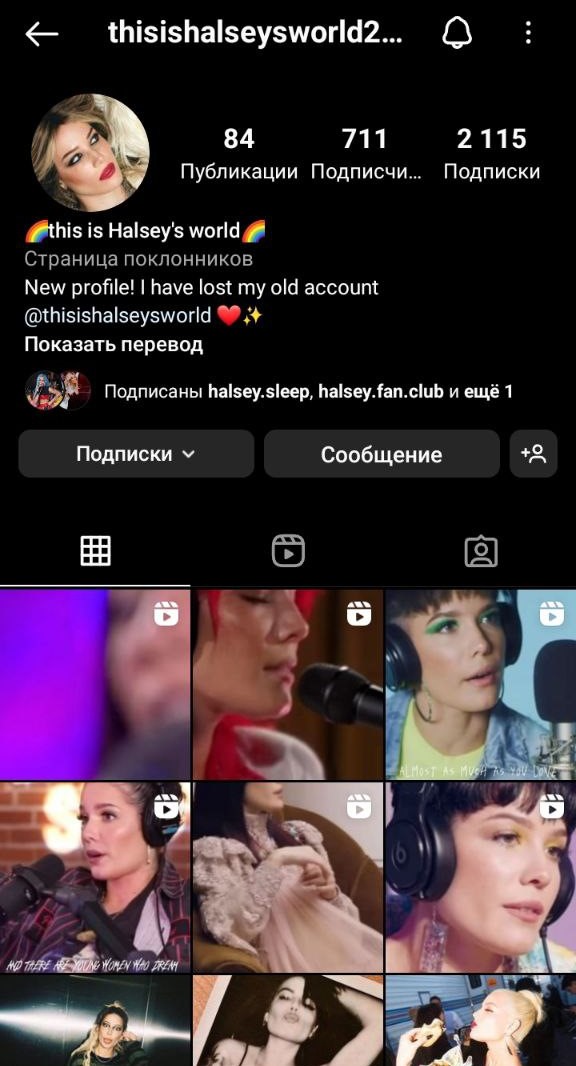 thisishalseysworld2...
84 711 2 115
Публикации Подписчи... Подписки
🌈this is Halsey's world🌈
Страница поклонников
New profile! I have lost my old account
@thisishalseysworld ❤️✨
Показать перевод
Подписаны halsey.sleep, halsey.fan.club и ещё 1
Подписки Сообщение
ALMOST AS MUCH AS YOU LOVE
AND THERE ARE YOUNG WOMEN WHO DREAM